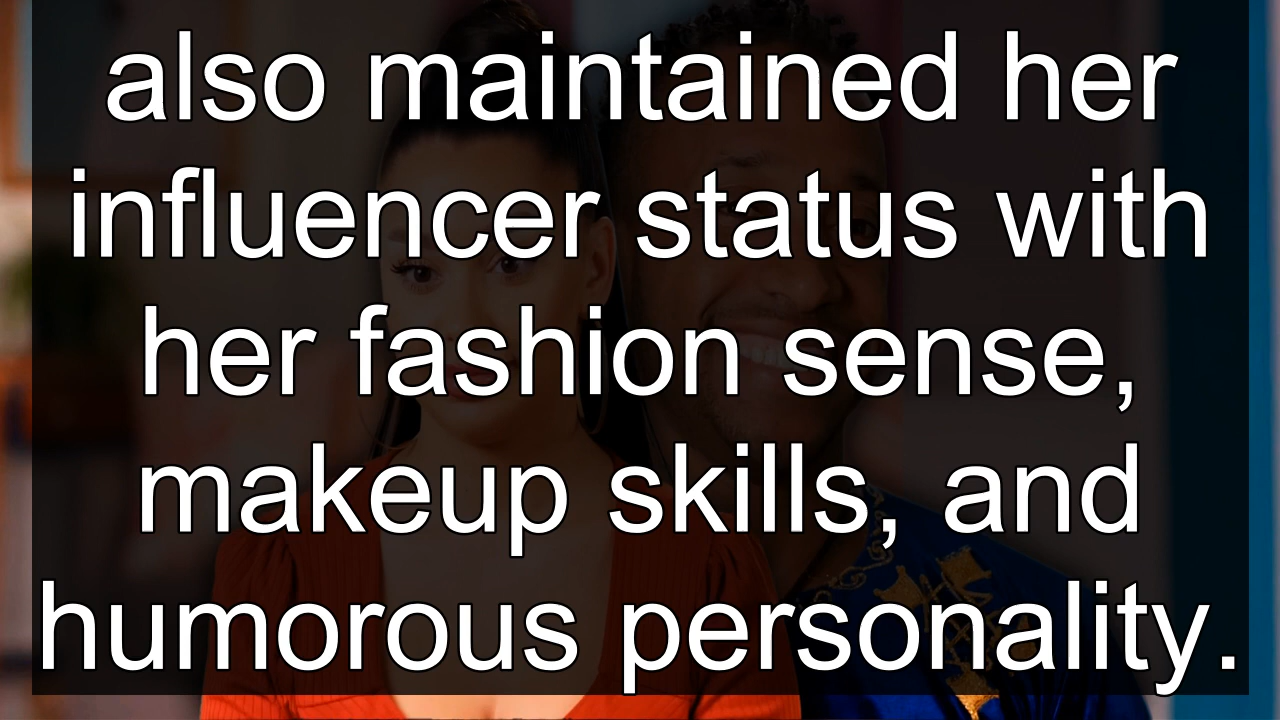 also maintained her
influencer status with
her fashion sense,
makeup skills, and
humorous personality.